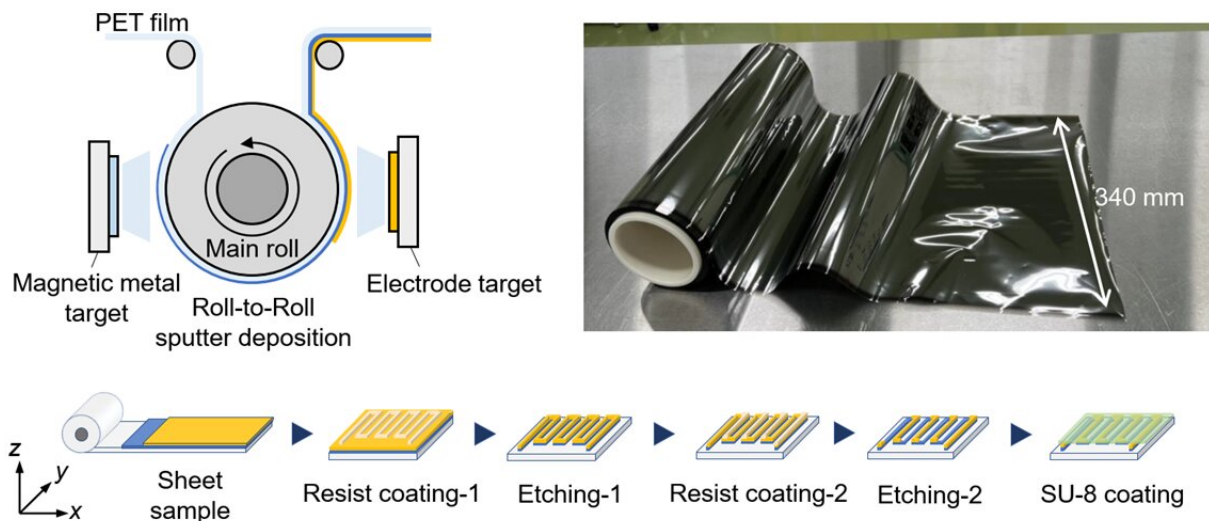 PET film
Magnetic metal
target
Main roll
Roll-to-Roll
sputter deposition
Electrode target
340 mm
z
y
x
Sheet
sample
Resist coating-1
Etching-1
Resist coating-2
Etching-2
SU-8 coating